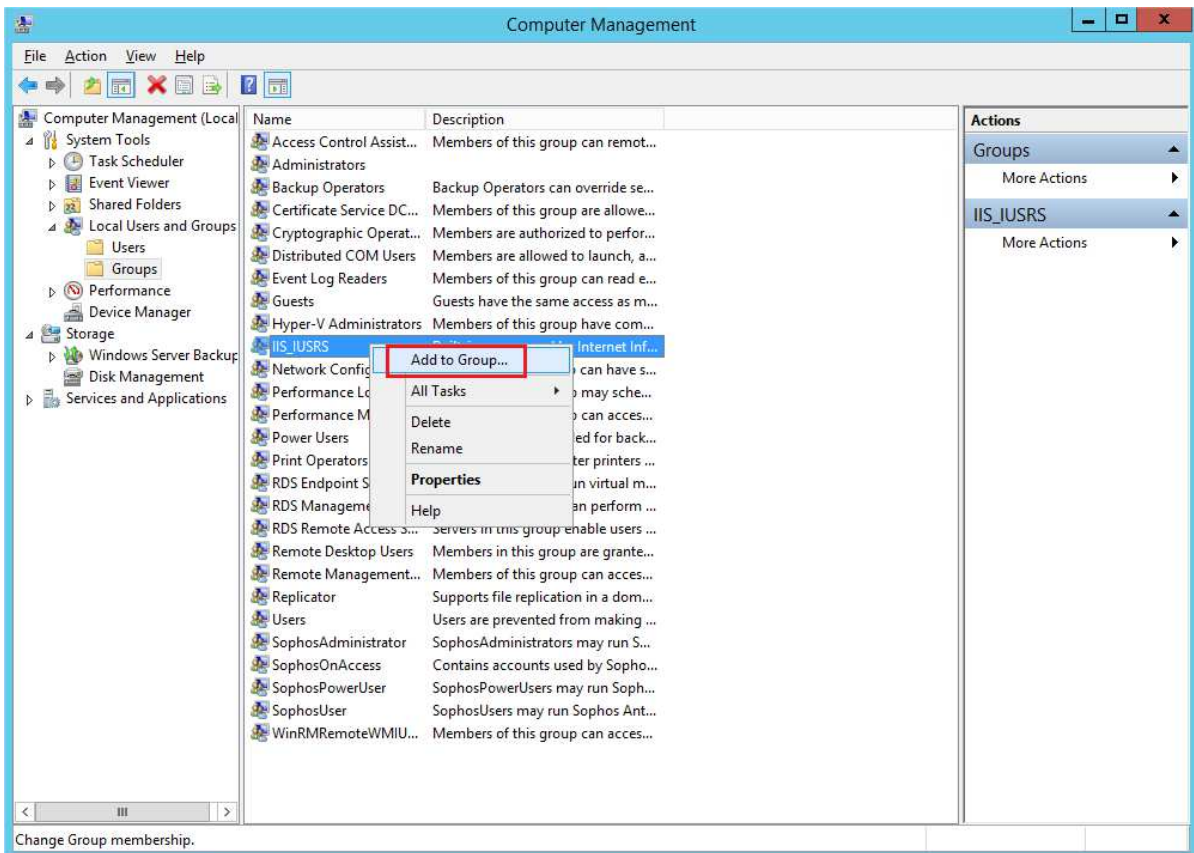 Computer Management
File Action View Help
Computer Management (Local
System Tools
Task Scheduler
Event Viewer
Shared Folders
Local Users and Groups
Users
Groups
Performance
Device Manager
Storage
Windows Server Backup
Disk Management
Services and Applications
Name Description
Access Control Assist... Members of this group can remot...
Administrators
Backup Operators Backup Operators can override se...
Certificate Service DC... Members of this group are allowe...
Cryptographic Operat... Members are authorized to perfor...
Distributed COM Users Members are allowed to launch, a...
Event Log Readers Members of this group can read e...
Guests Guests have the same access as m...
Hyper-V Administrators Members of this group have com...
IIS_IUSRS Internet Inf...
Network Config can have s...
Performance Lo may sche...
Performance M can acces...
Power Users ed for back...
Print Operators ter printers ...
RDS Endpoint S un virtual m...
RDS Manageme an perform ...
RDS Remote Access S... Servers in this group enable users ...
Remote Desktop Users Members in this group are grante...
Remote Management... Members of this group can acces...
Replicator Supports file replication in a dom...
Users Users are prevented from making ...
SophosAdministrator SophosAdministrators may run S...
SophosOnAccess Contains accounts used by Sopho...
SophosPowerUser SophosPowerUsers may run Soph...
SophosUser SophosUsers may run Sophos Ant...
WinRMRemoteWMIU... Members of this group can acces...
Add to Group...
All Tasks
Delete
Rename
Properties
Help
Actions
Groups
More Actions
IIS_IUSRS
More Actions
Change Group membership.